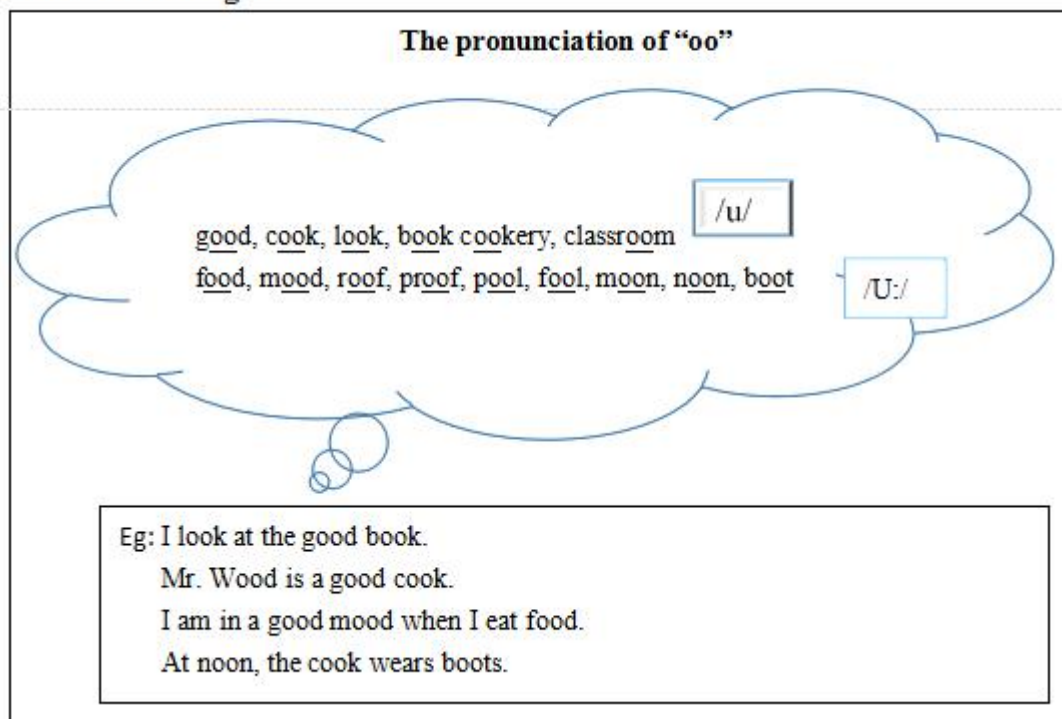 The pronunciation of “oo”
/u/
good, cook, look, book cookery, classroom
food, mood, roof, proof, pool, fool, moon, noon, boot
/U:/
Eg: I look at the good book.
Mr. Wood is a good cook.
I am in a good mood when I eat food.
At noon, the cook wears boots.